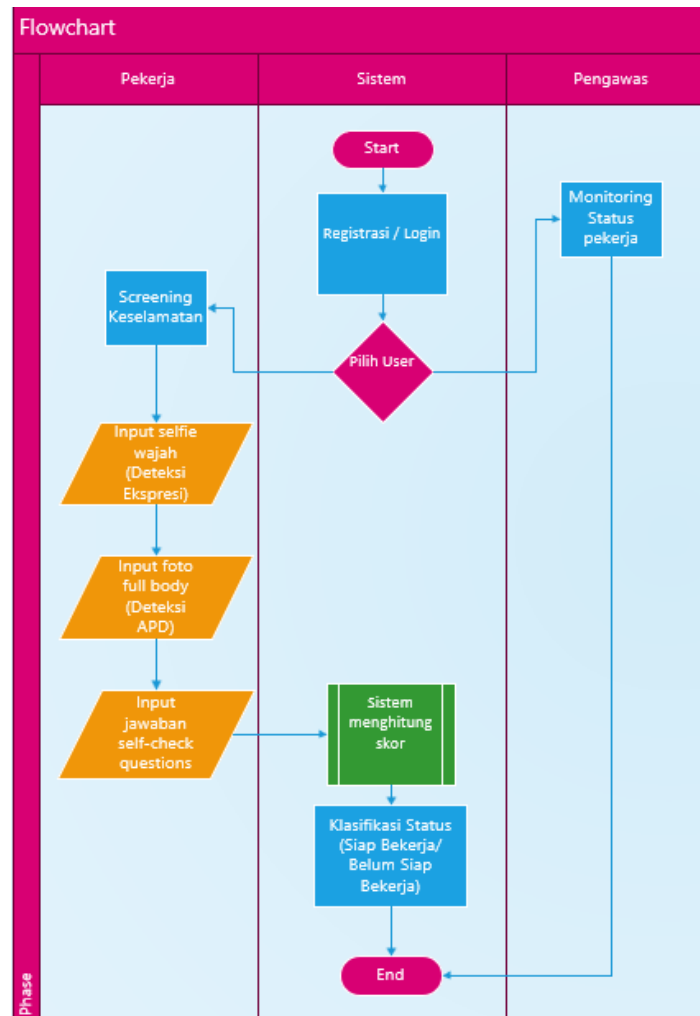 Flowchart
Pekerja
Sistem
Pengawas
Start
Registrasi / Login
Monitoring
Status
pekerja
Screening
Keselamatan
Pilih User
Input selfie
wajah
(Deteksi
Ekspresi)
Input foto
full body
(Deteksi
APD)
Input
jawaban
self-check
questions
Sistem
menghitung
skor
Klasifikasi Status
(Siap Bekerja/
Belum Siap
Bekerja)
End
Phase